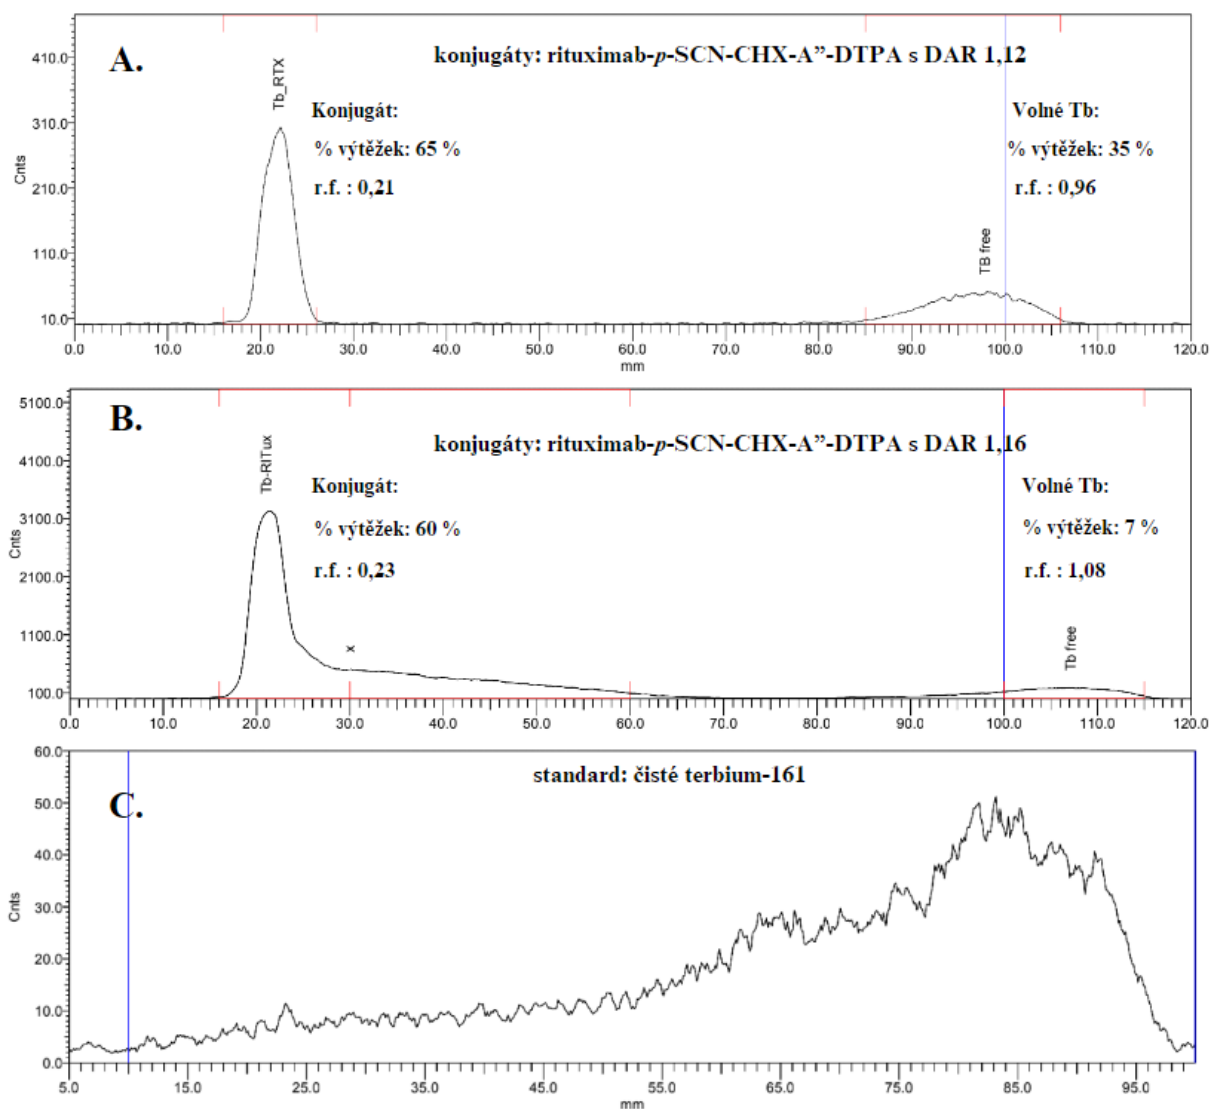 A.
konjugáty: rituximab-p-SCN-CHX-A”-DTPA s DAR 1,12
Tb_RTX
Konjugát:
% výtěžek: 65 %
r.f. : 0,21
Volné Tb:
% výtěžek: 35 %
r.f. : 0,96
TB free
Cnts
410.0
310.0
210.0
110.0
10.0
0.0 10.0 20.0 30.0 40.0 50.0 60.0 70.0 80.0 90.0 100.0 110.0 120.0
mm
B.
konjugáty: rituximab-p-SCN-CHX-A”-DTPA s DAR 1,16
Tb-RITux
Konjugát:
% výtěžek: 60 %
r.f. : 0,23
Volné Tb:
% výtěžek: 7 %
r.f. : 1,08
x
Tb free
Cnts
5100.0
4100.0
3100.0
2100.0
1100.0
100.0
0.0 10.0 20.0 30.0 40.0 50.0 60.0 70.0 80.0 90.0 100.0 110.0 120.0
mm
C.
standard: čisté terbium-161
Cnts
60.0
50.0
40.0
30.0
20.0
10.0
0.0
5.0 15.0 25.0 35.0 45.0 55.0 65.0 75.0 85.0 95.0
mm